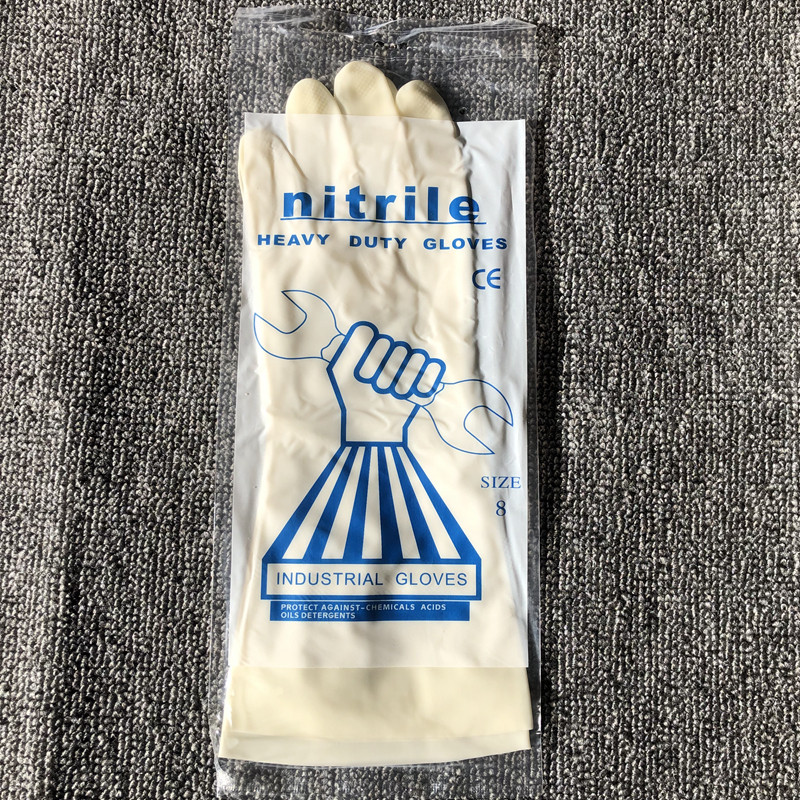 nitrile
HEAVY DUTY GLOVES
CE
SIZE
8
INDUSTRIAL GLOVES
PROTECT AGAINST-CHEMICALS ACIDS
OILS DETERGENTS